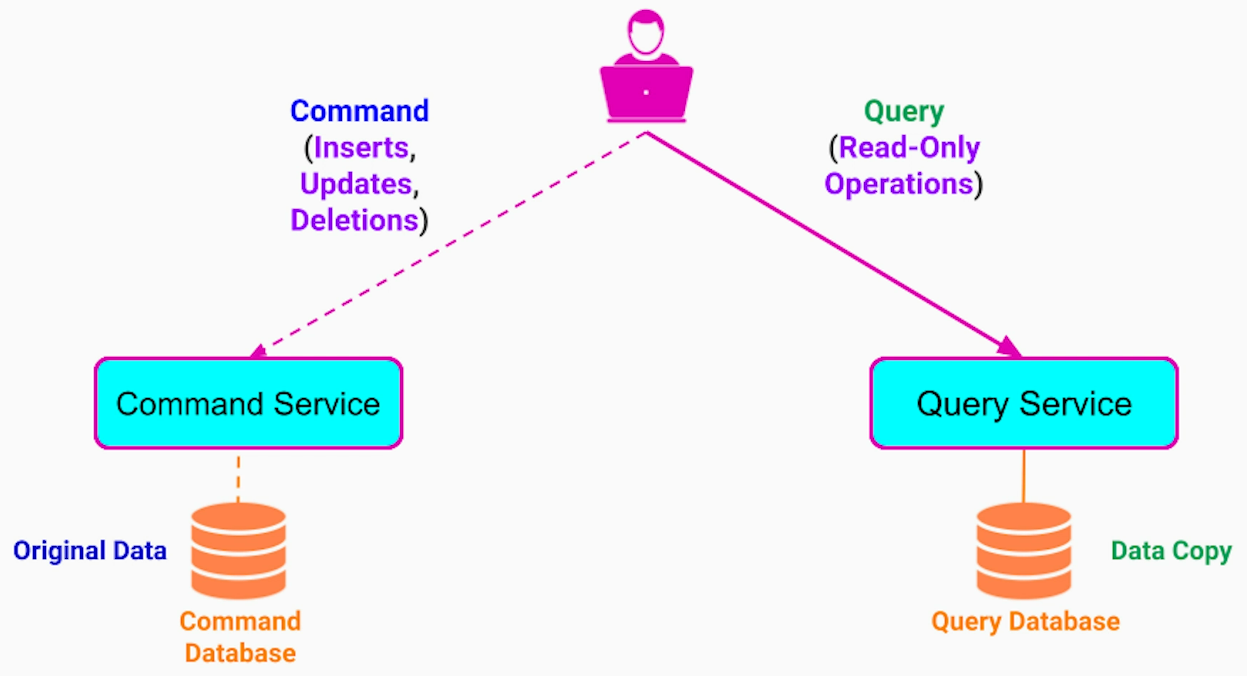 Command
(Inserts,
Updates,
Deletions)
Query
(Read-Only
Operations)
Command Service
Query Service
Original Data
Command
Database
Data Copy
Query Database